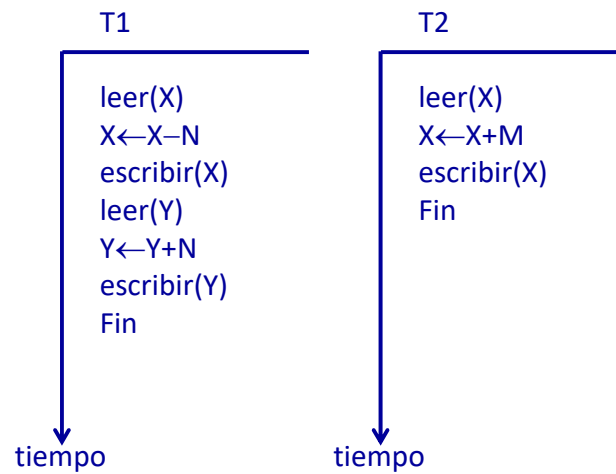 T1
leer(X)
X←X−N
escribir(X)
leer(Y)
Y←Y+N
escribir(Y)
Fin
tiempo
T2
leer(X)
X←X+M
escribir(X)
Fin
tiempo